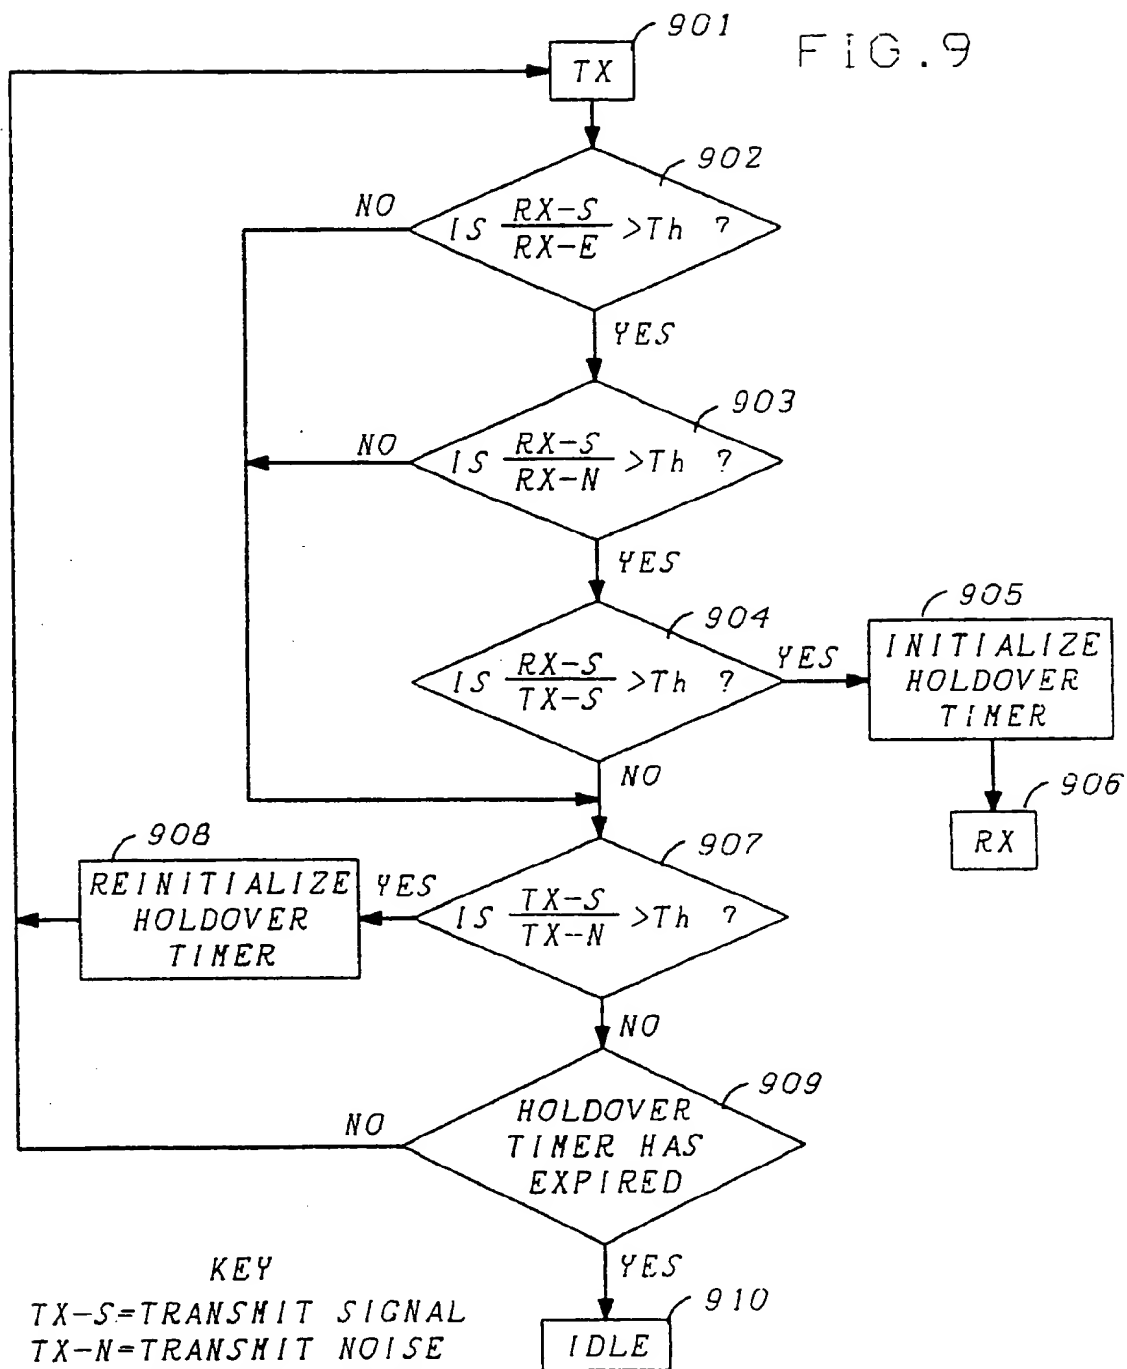 FIG.9
901
TX
902
IS RX-S/RX-E >Th ?
NO
YES
903
IS RX-S/RX-N >Th ?
NO
YES
904
IS RX-S/TX-S >Th ?
YES
905
INITIALIZE
HOLDOVER
TIMER
906
RX
NO
907
IS TX-S/TX-N >Th ?
YES
908
REINITIALIZE
HOLDOVER
TIMER
NO
909
HOLDOVER
TIMER HAS
EXPIRED
NO
YES
910
IDLE
KEY
TX-S=TRANSMIT SIGNAL
TX-N=TRANSMIT NOISE